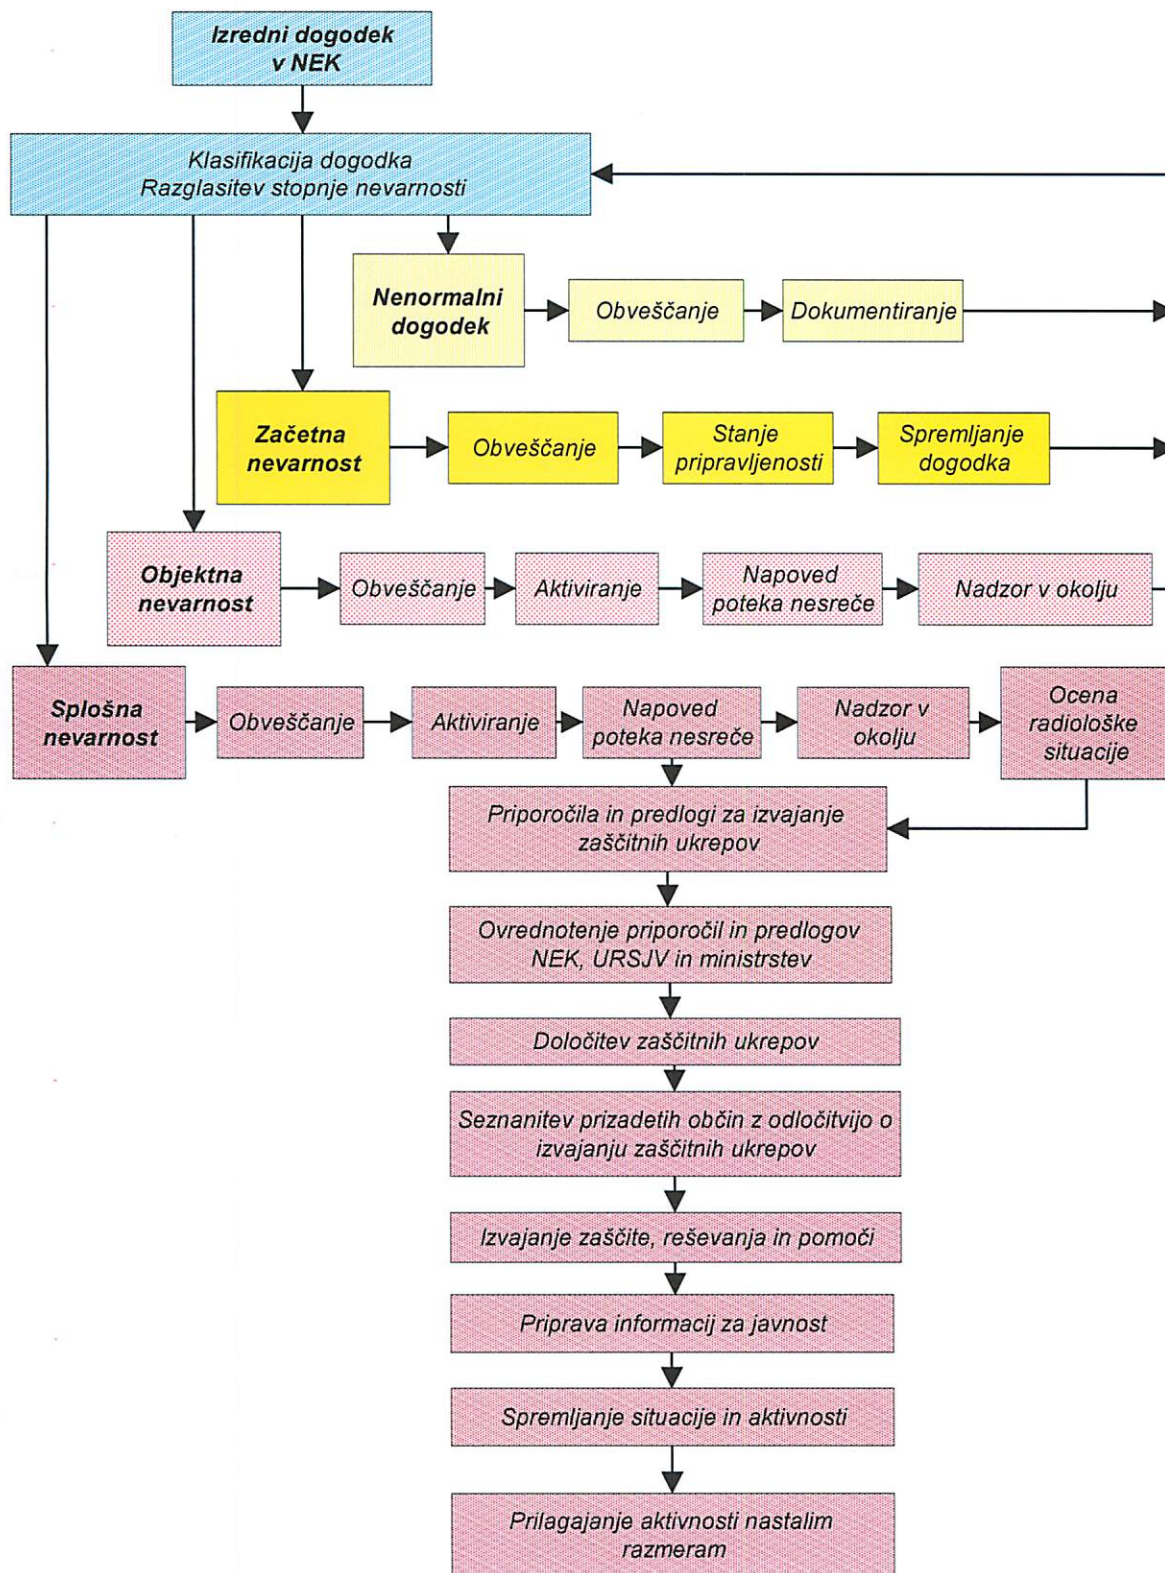 Izredni dogodek
v NEK
Klasifikacija dogodka
Razglasitev stopnje nevarnosti
Nenormalni
dogodek
Obveščanje
Dokumentiranje
Začetna
nevarnost
Obveščanje
Stanje
pripravljenosti
Spremljanje
dogodka
Objektna
nevarnost
Obveščanje
Aktiviranje
Napoved
poteka nesreče
Nadzor v okolju
Splošna
nevarnost
Obveščanje
Aktiviranje
Napoved
poteka nesreče
Nadzor v
okolju
Ocena
radiološke
situacije
Priporočila in predlogi za izvajanje
zaščitnih ukrepov
Ovrednotenje priporočil in predlogov
NEK, URSJV in ministrstev
Določitev zaščitnih ukrepov
Seznanitev prizadetih občin z odločitvijo o
izvajanju zaščitnih ukrepov
Izvajanje zaščite, reševanja in pomoči
Priprava informacij za javnost
Spremljanje situacije in aktivnosti
Prilagajanje aktivnosti nastalim
razmeram